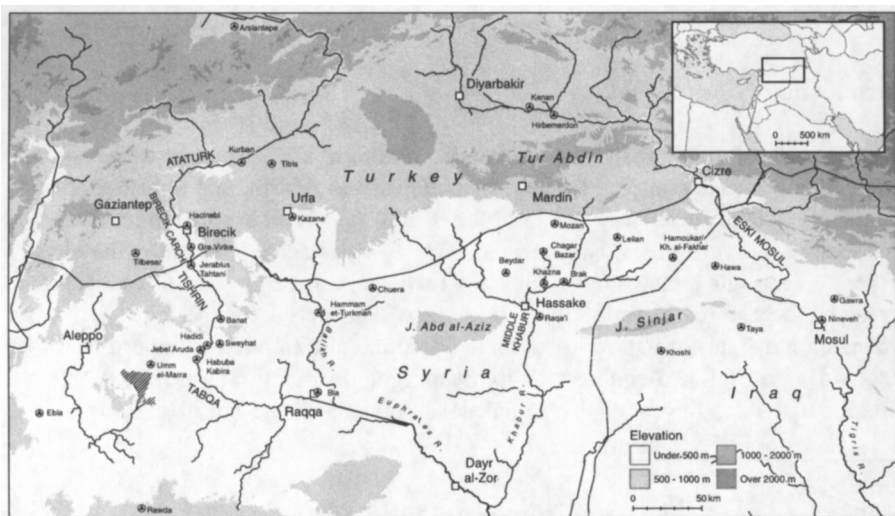 Arslantepe
Diyarbakir
Kenan
Hirbemerdon
0 500 km
ATATURK
Kurban
Titris
Turkey
Tur Abdin
Cizre
Mardin
Gaziantep
BIRECIK CARCH.
Hacinebi
Birecik
Urfa
Kazane
Gre Virike
Tilbesar
Jerablus
Tahtani
TISHRIN
Mozan
Leilan
Hamoukar/
Kh. al-Fakhar
ESKI MOSUL
Hawa
Chagar
Bazar
Beydar
Khazna
Brak
Chuera
Hassake
Hammam
et-Turkman
Banat
Raqa'i
MIDDLE
KHABUR
J. Abd al-Aziz
J. Sinjar
Gawra
Nineveh
Mosul
Taya
Khoshi
Aleppo
Hadidi
Sweyhat
Jebel Aruda
Habuba
Kabira
Umm
el-Marra
TABQA
Balikh R.
Syria
Iraq
Ebla
Raqqa
Bia
Euphrates R.
Khabur R.
Tigris R.
Dayr
al-Zor
Rawda
Elevation
Under 500 m
1000 - 2000 m
500 - 1000 m
Over 2000 m
0 50 km